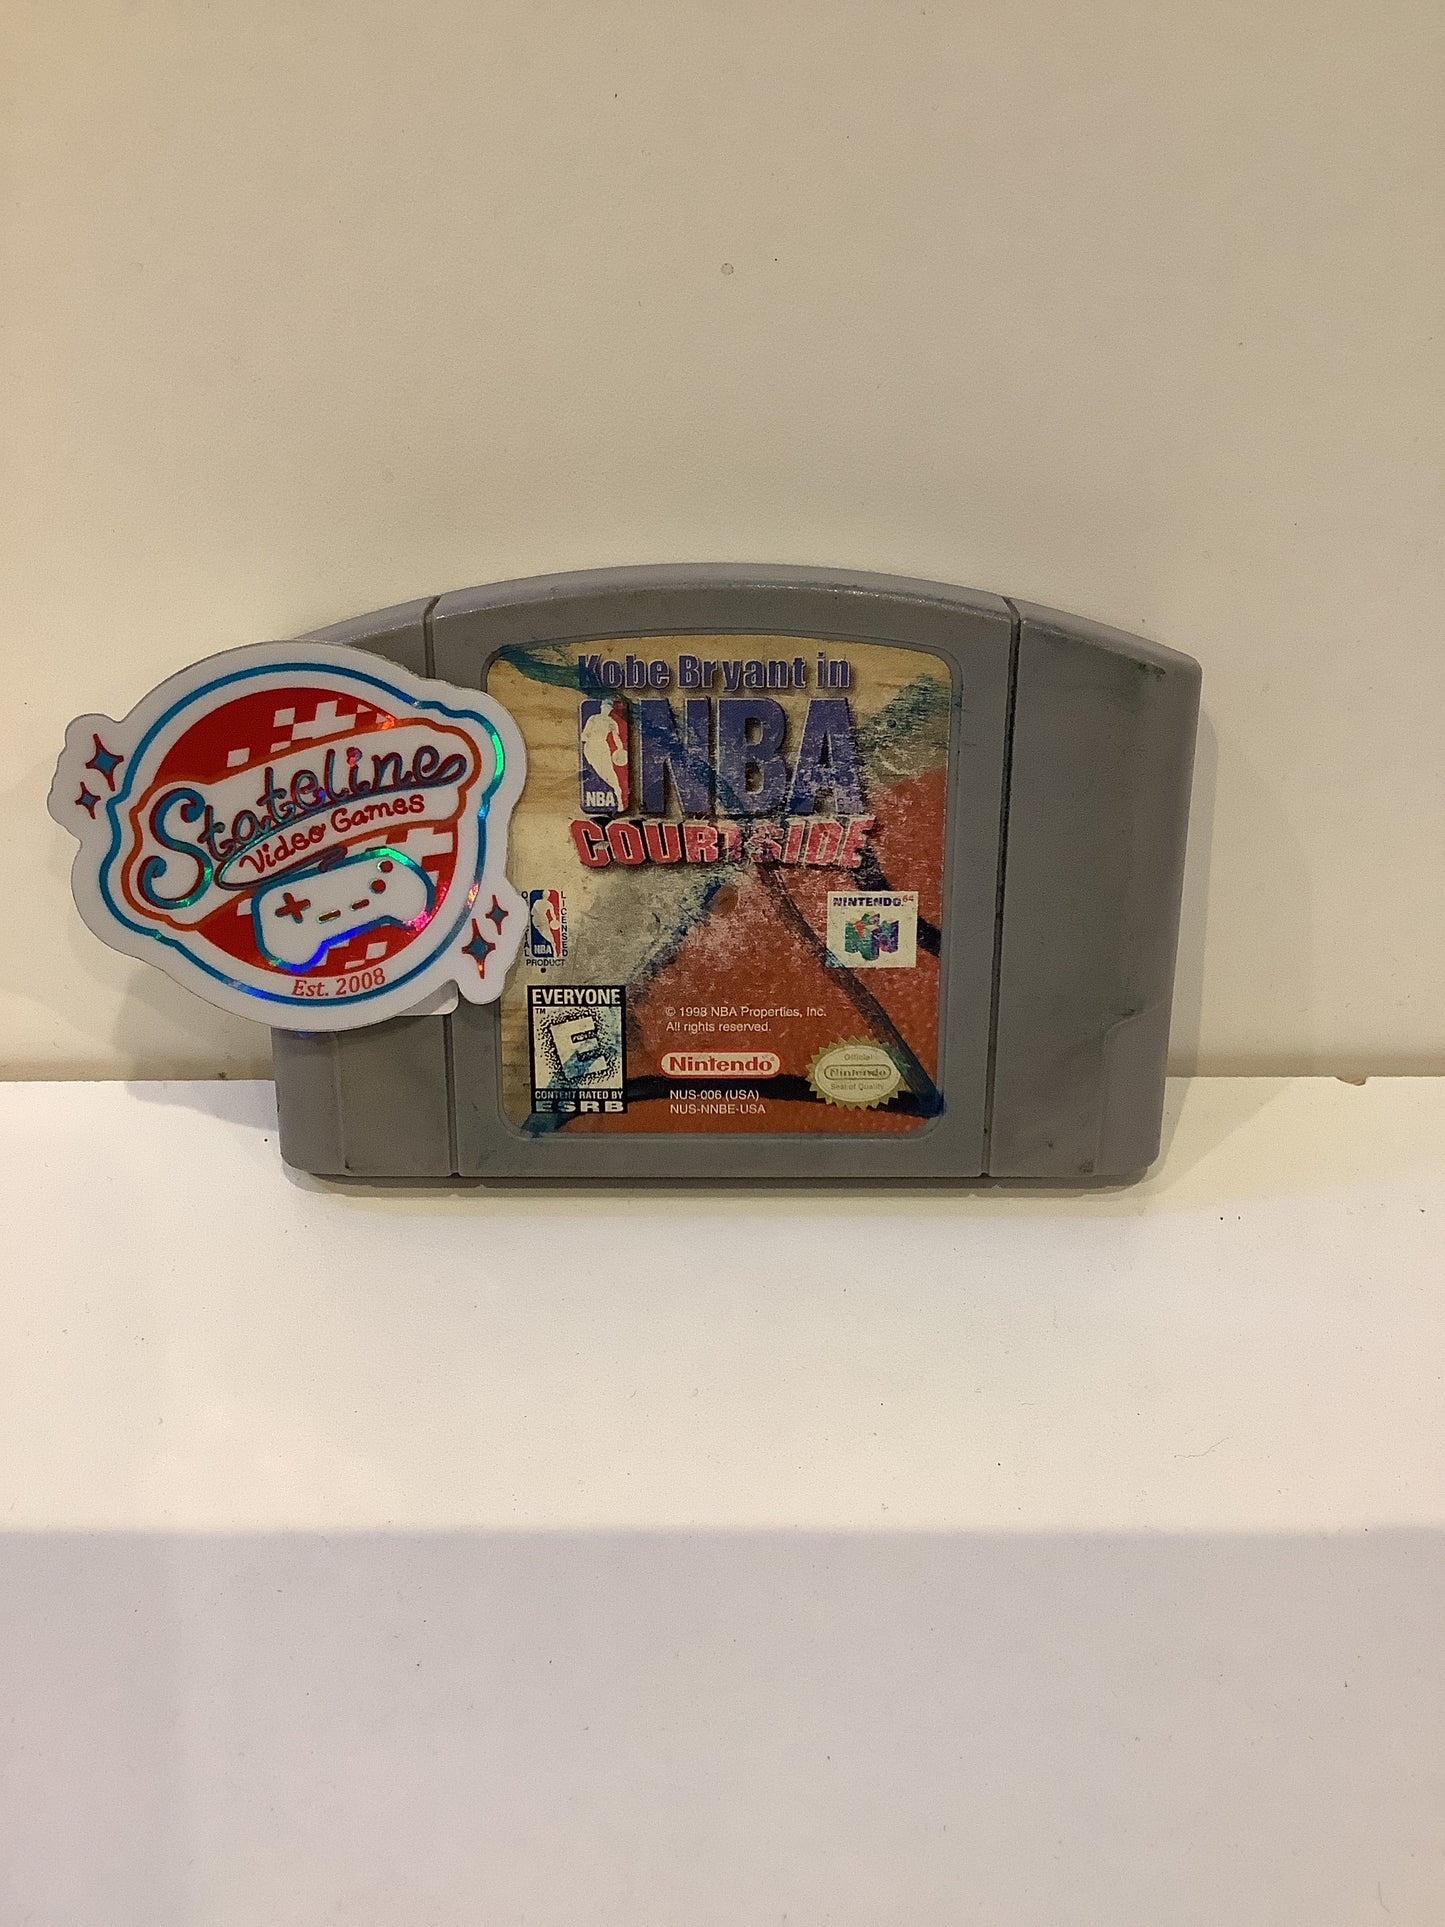 Stateline
Video Games
Est. 2008
Kobe Bryant in
NBA
NBA
COURTSIDE
LICENSED
NBA
PRODUCT
NINTENDO64
EVERYONE
TM
E
CONTENT RATED BY
ESRB
© 1998 NBA Properties, Inc.
All rights reserved.
Nintendo®
NUS-006 (USA)
NUS-NNBE-USA
Official
Nintendo
Seal of Quality